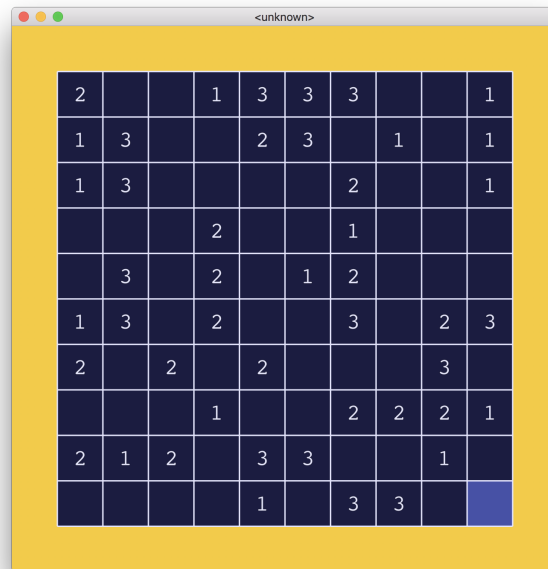 <unknown>
2 1 3 3 3 1
1 3 2 3 1 1
1 3 2 1
2 1
3 2 1 2
1 3 2 3 2 3
2 2 2 3
1 2 2 2 1
2 1 2 3 3 1
1 3 3